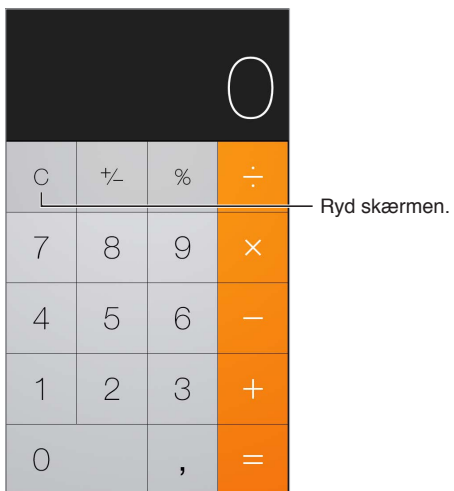 0
C +/− % ÷
Ryd skærmen.
7 8 9 ×
4 5 6 −
1 2 3 +
0 , =